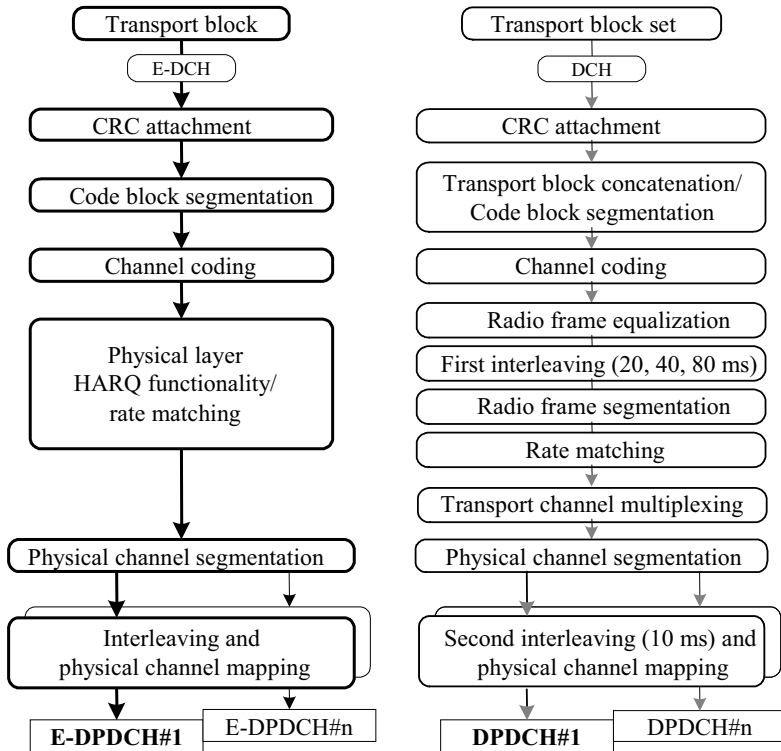 Transport block
E-DCH
CRC attachment
Code block segmentation
Channel coding
Physical layer
HARQ functionality/
rate matching
Physical channel segmentation
Interleaving and
physical channel mapping
E-DPDCH#1
E-DPDCH#n
Transport block set
DCH
CRC attachment
Transport block concatenation/
Code block segmentation
Channel coding
Radio frame equalization
First interleaving (20, 40, 80 ms)
Radio frame segmentation
Rate matching
Transport channel multiplexing
Physical channel segmentation
Second interleaving (10 ms) and
physical channel mapping
DPDCH#1
DPDCH#n